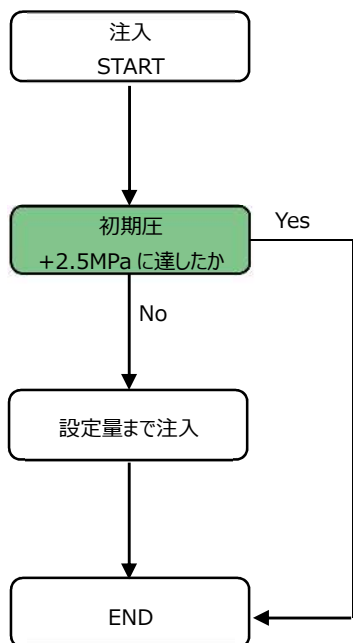 注入
START
初期圧
+2.5MPa に達したか
Yes
No
設定量まで注入
END